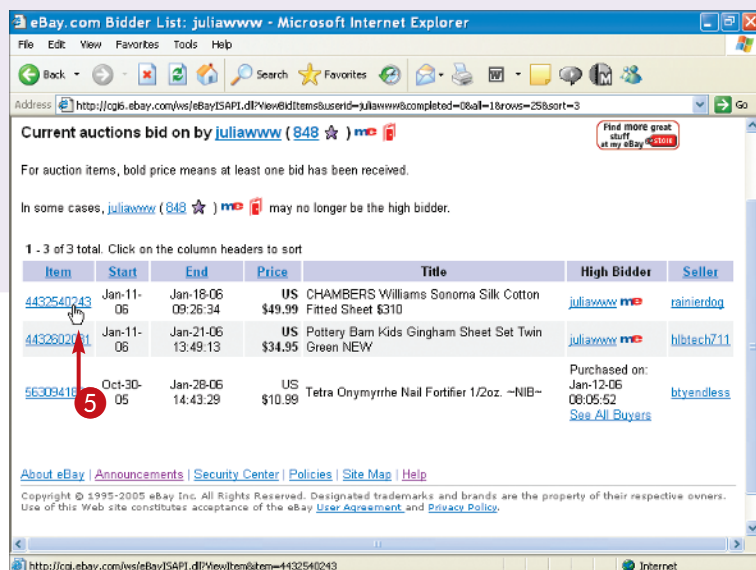 eBay.com Bidder List: juliawww - Microsoft Internet Explorer
File Edit View Favorites Tools Help
Back Search Favorites
Address http://cgi6.ebay.com/ws/eBayISAPI.dll?ViewBidItems&userid=juliawww&completed=0&all=1&rows=25&sort=3 Go
Current auctions bid on by juliawww ( 848 ) me
Find more great
stuff
at my eBay store
For auction items, bold price means at least one bid has been received.
In some cases, juliawww ( 848 ) me may no longer be the high bidder.
1 - 3 of 3 total. Click on the column headers to sort
Item Start End Price Title High Bidder Seller
4432540243 Jan-11-06 Jan-18-06 09:26:34 US $49.99 CHAMBERS Williams Sonoma Silk Cotton Fitted Sheet $310 juliawww me rainierdog
Jan-11-06 Jan-21-06 13:49:13 US $34.95 Pottery Barn Kids Gingham Sheet Set Twin Green NEW juliawww me hlbtech711
Oct-30-05 Jan-28-06 14:43:29 US $10.99 Tetra Onymyrrhe Nail Fortifier 1/2oz. ~NIB~ Purchased on: Jan-12-06 08:05:52 See All Buyers btyendless
5
About eBay | Announcements | Security Center | Policies | Site Map | Help
Copyright © 1995-2005 eBay Inc. All Rights Reserved. Designated trademarks and brands are the property of their respective owners.
Use of this Web site constitutes acceptance of the eBay User Agreement and Privacy Policy.
http://cgi.ebay.com/ws/eBayISAPI.dll?ViewItem&item=4432540243 Internet